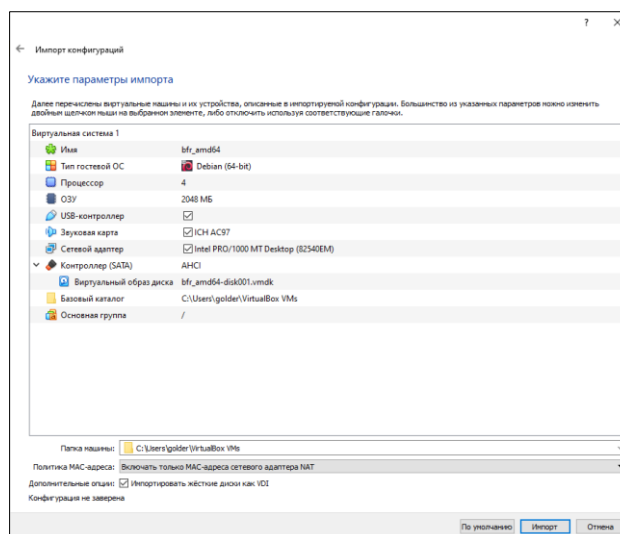 ?
Импорт конфигураций
Укажите параметры импорта
Далее перечислены виртуальные машины и их устройства, описанные в импортируемой конфигурации. Большинство из указанных параметров можно изменить
двойным щелчком мыши на выбранном элементе, либо отключить используя соответствующие галочки.
Виртуальная система 1
Имя bfr_amd64
Тип гостевой ОС Debian (64-bit)
Процессор 4
ОЗУ 2048 МБ
USB-контроллер
Звуковая карта ICH AC97
Сетевой адаптер Intel PRO/1000 MT Desktop (82540EM)
Контроллер (SATA) AHCI
Виртуальный образ диска bfr_amd64-disk001.vmdk
Базовый каталог C:\Users\golder\VirtualBox VMs
Основная группа /
Папка машины: C:\Users\golder\VirtualBox VMs
Политика MAC-адреса: Включать только MAC-адреса сетевого адаптера NAT
Дополнительные опции: Импортировать жёсткие диски как VDI
Конфигурация не заверена
По умолчанию Импорт Отмена